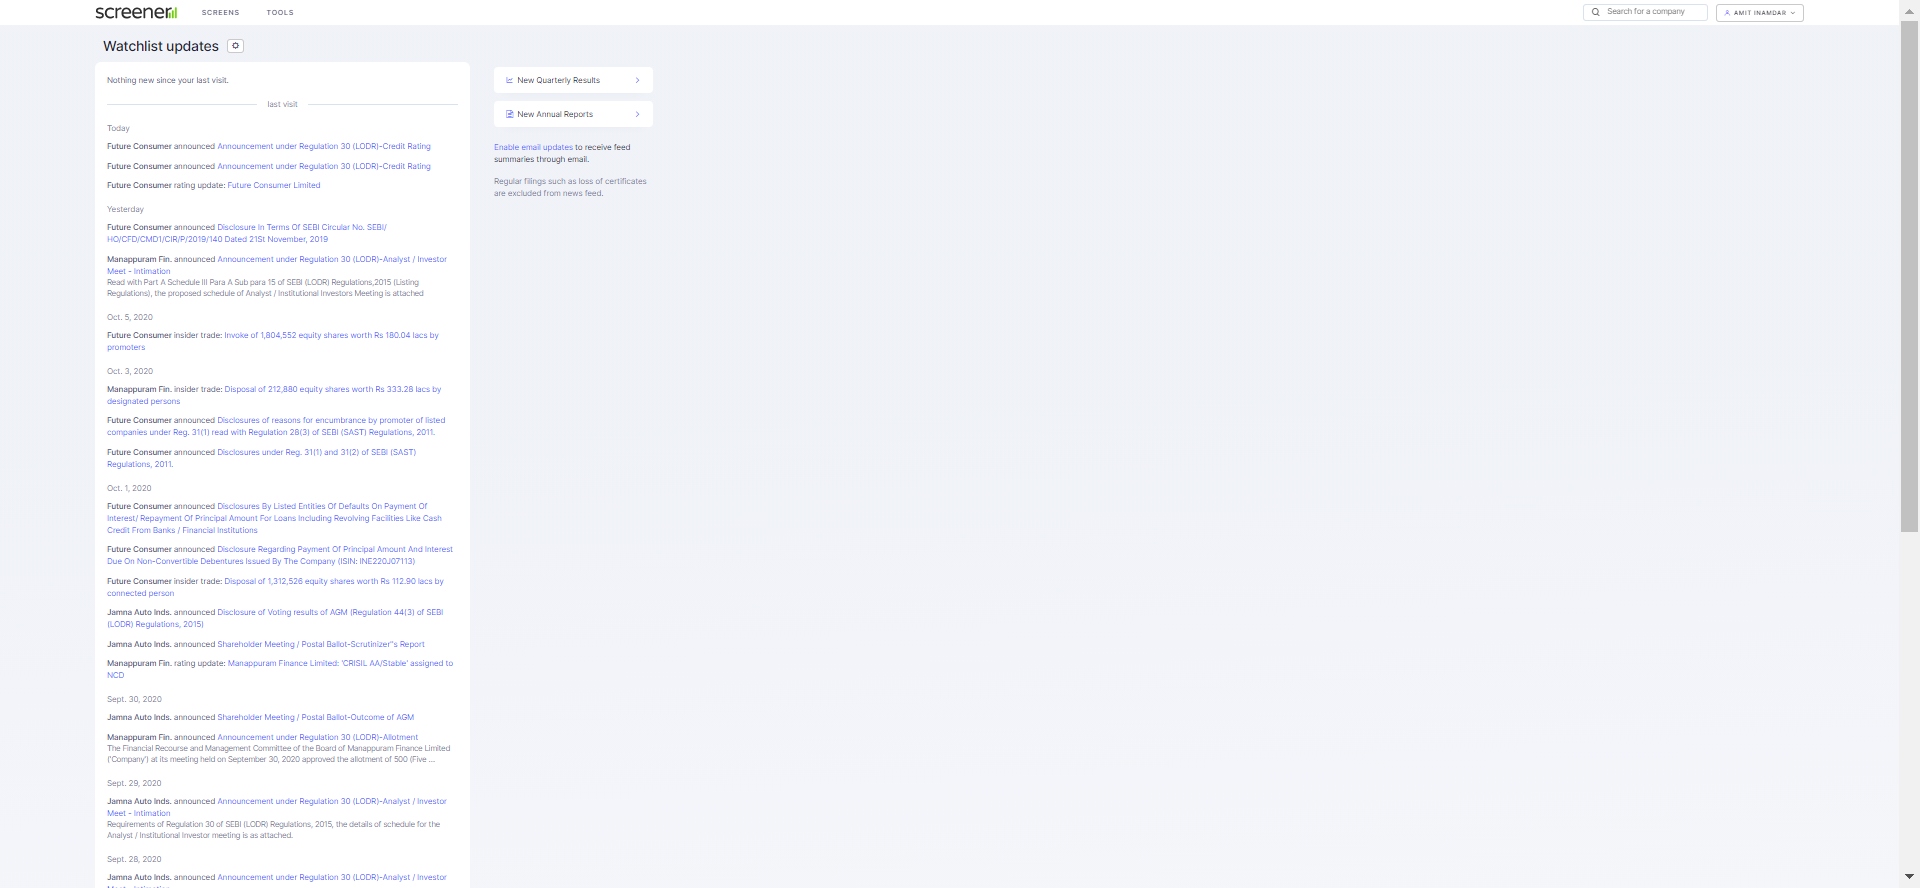 screener
SCREENS
TOOLS
Search for a company
AMIT INAMDAR
Watchlist updates
Nothing new since your last visit.
last visit
Today
Future Consumer announced Announcement under Regulation 30 (LODR)-Credit Rating
Future Consumer announced Announcement under Regulation 30 (LODR)-Credit Rating
Future Consumer rating update: Future Consumer Limited
Yesterday
Future Consumer announced Disclosure In Terms Of SEBI Circular No. SEBI/
HO/CFD/CMD1/CIR/P/2019/140 Dated 21St November, 2019
Manappuram Fin. announced Announcement under Regulation 30 (LODR)-Analyst / Investor
Meet - Intimation
Read with Part A Schedule III Para A Sub para 15 of SEBI (LODR) Regulations,2015 (Listing
Regulations), the proposed schedule of Analyst / Institutional Investors Meeting is attached
Oct. 5, 2020
Future Consumer insider trade: Invoke of 1,804,552 equity shares worth Rs 180.04 lacs by
promoters
Oct. 3, 2020
Manappuram Fin. insider trade: Disposal of 212,880 equity shares worth Rs 333.28 lacs by
designated persons
Future Consumer announced Disclosures of reasons for encumbrance by promoter of listed
companies under Reg. 31(1) read with Regulation 28(3) of SEBI (SAST) Regulations, 2011.
Future Consumer announced Disclosures under Reg. 31(1) and 31(2) of SEBI (SAST)
Regulations, 2011.
Oct. 1, 2020
Future Consumer announced Disclosures By Listed Entities Of Defaults On Payment Of
Interest/ Repayment Of Principal Amount For Loans Including Revolving Facilities Like Cash
Credit From Banks / Financial Institutions
Future Consumer announced Disclosure Regarding Payment Of Principal Amount And Interest
Due On Non-Convertible Debentures Issued By The Company (ISIN: INE220J07113)
Future Consumer insider trade: Disposal of 1,312,526 equity shares worth Rs 112.90 lacs by
connected person
Jamna Auto Inds. announced Disclosure of Voting results of AGM (Regulation 44(3) of SEBI
(LODR) Regulations, 2015)
Jamna Auto Inds. announced Shareholder Meeting / Postal Ballot-Scrutinizer"s Report
Manappuram Fin. rating update: Manappuram Finance Limited: 'CRISIL AA/Stable' assigned to
NCD
Sept. 30, 2020
Jamna Auto Inds. announced Shareholder Meeting / Postal Ballot-Outcome of AGM
Manappuram Fin. announced Announcement under Regulation 30 (LODR)-Allotment
The Financial Recourse and Management Committee of the Board of Manappuram Finance Limited
('Company') at its meeting held on September 30, 2020 approved the allotment of 500 (Five ...
Sept. 29, 2020
Jamna Auto Inds. announced Announcement under Regulation 30 (LODR)-Analyst / Investor
Meet - Intimation
Requirements of Regulation 30 of SEBI (LODR) Regulations, 2015, the details of schedule for the
Analyst / Institutional Investor meeting is as attached.
Sept. 28, 2020
Jamna Auto Inds. announced Announcement under Regulation 30 (LODR)-Analyst / Investor
New Quarterly Results
New Annual Reports
Enable email updates to receive feed
summaries through email.
Regular filings such as loss of certificates
are excluded from news feed.